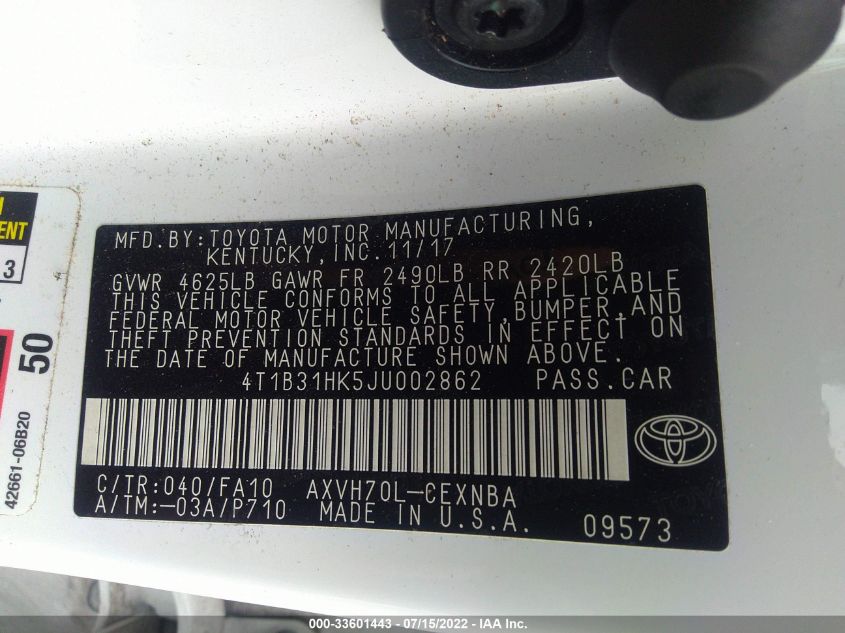 MFD.BY:TOYOTA MOTOR MANUFACTURING,
KENTUCKY,INC.11/17
GVWR 4625LB GAWR FR 2490LB RR 2420LB
THIS VEHICLE CONFORMS TO ALL APPLICABLE
FEDERAL MOTOR VEHICLE SAFETY,BUMPER,AND
THEFT PREVENTION STANDARDS IN EFFECT ON
THE DATE OF MANUFACTURE SHOWN ABOVE.
4T1B31HK5JU002862 PASS.CAR
C/TR:040/FA10 AXVH70L-CEXNBA
A/TM:-03A/P710 MADE IN U.S.A. 09573
3
50
42661-06B20
000-33601443 - 07/15/2022 - IAA Inc.